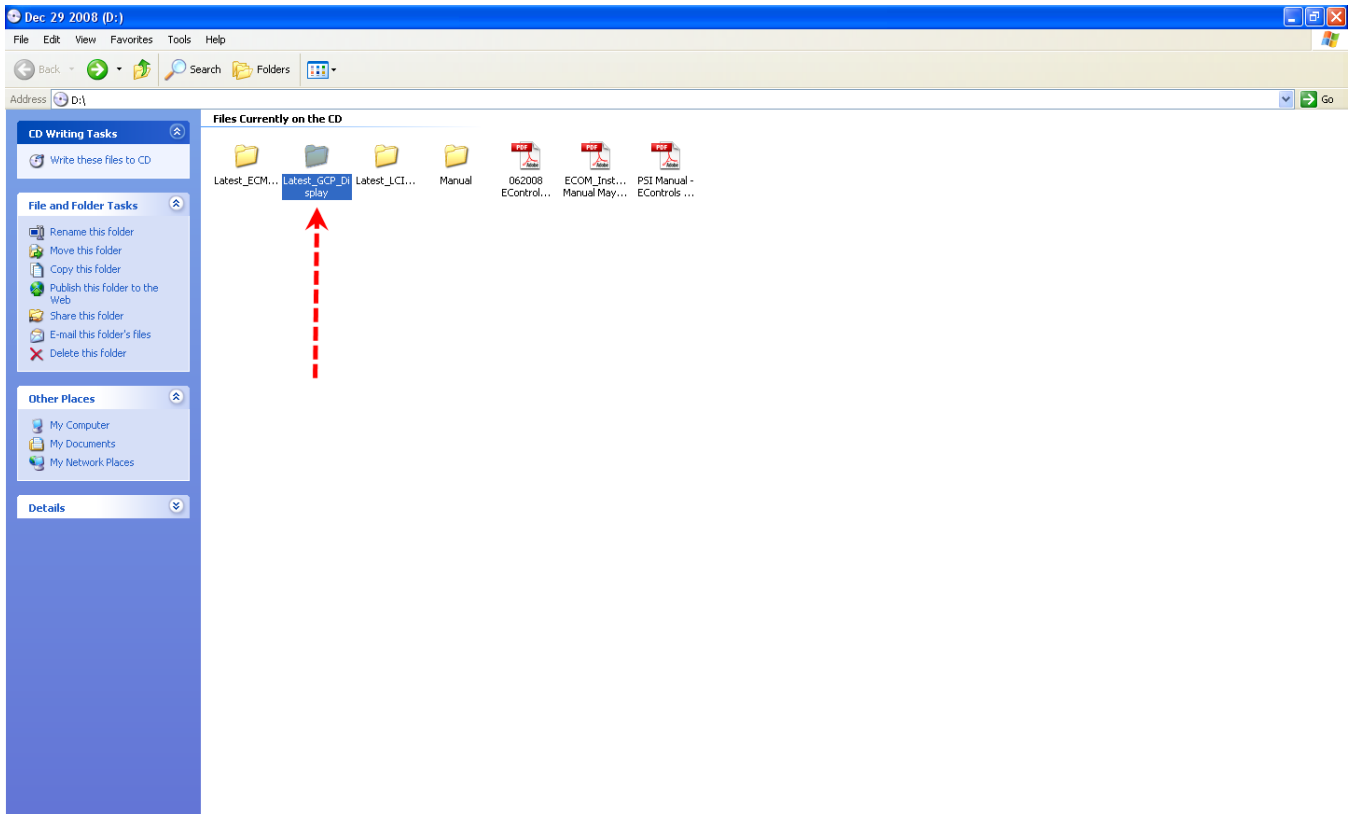 Dec 29 2008 (D:)
File Edit View Favorites Tools Help
Back Search Folders
Address D:\ Go
CD Writing Tasks
Write these files to CD
File and Folder Tasks
Rename this folder
Move this folder
Copy this folder
Publish this folder to the
Web
Share this folder
E-mail this folder's files
Delete this folder
Other Places
My Computer
My Documents
My Network Places
Details
Files Currently on the CD
Latest_ECM... Latest_GCP_Di Latest_LCI... Manual 062008 ECOM_Inst... PSI Manual -
splay EControl... Manual May... EControls ...